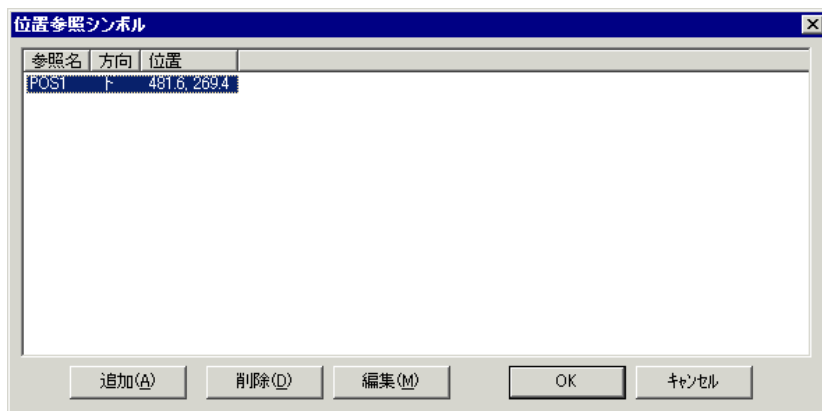 位置参照シンボル
参照名 方向 位置
POS1 ト 481.6, 269.4
追加(A) 削除(D) 編集(M) OK キャンセル